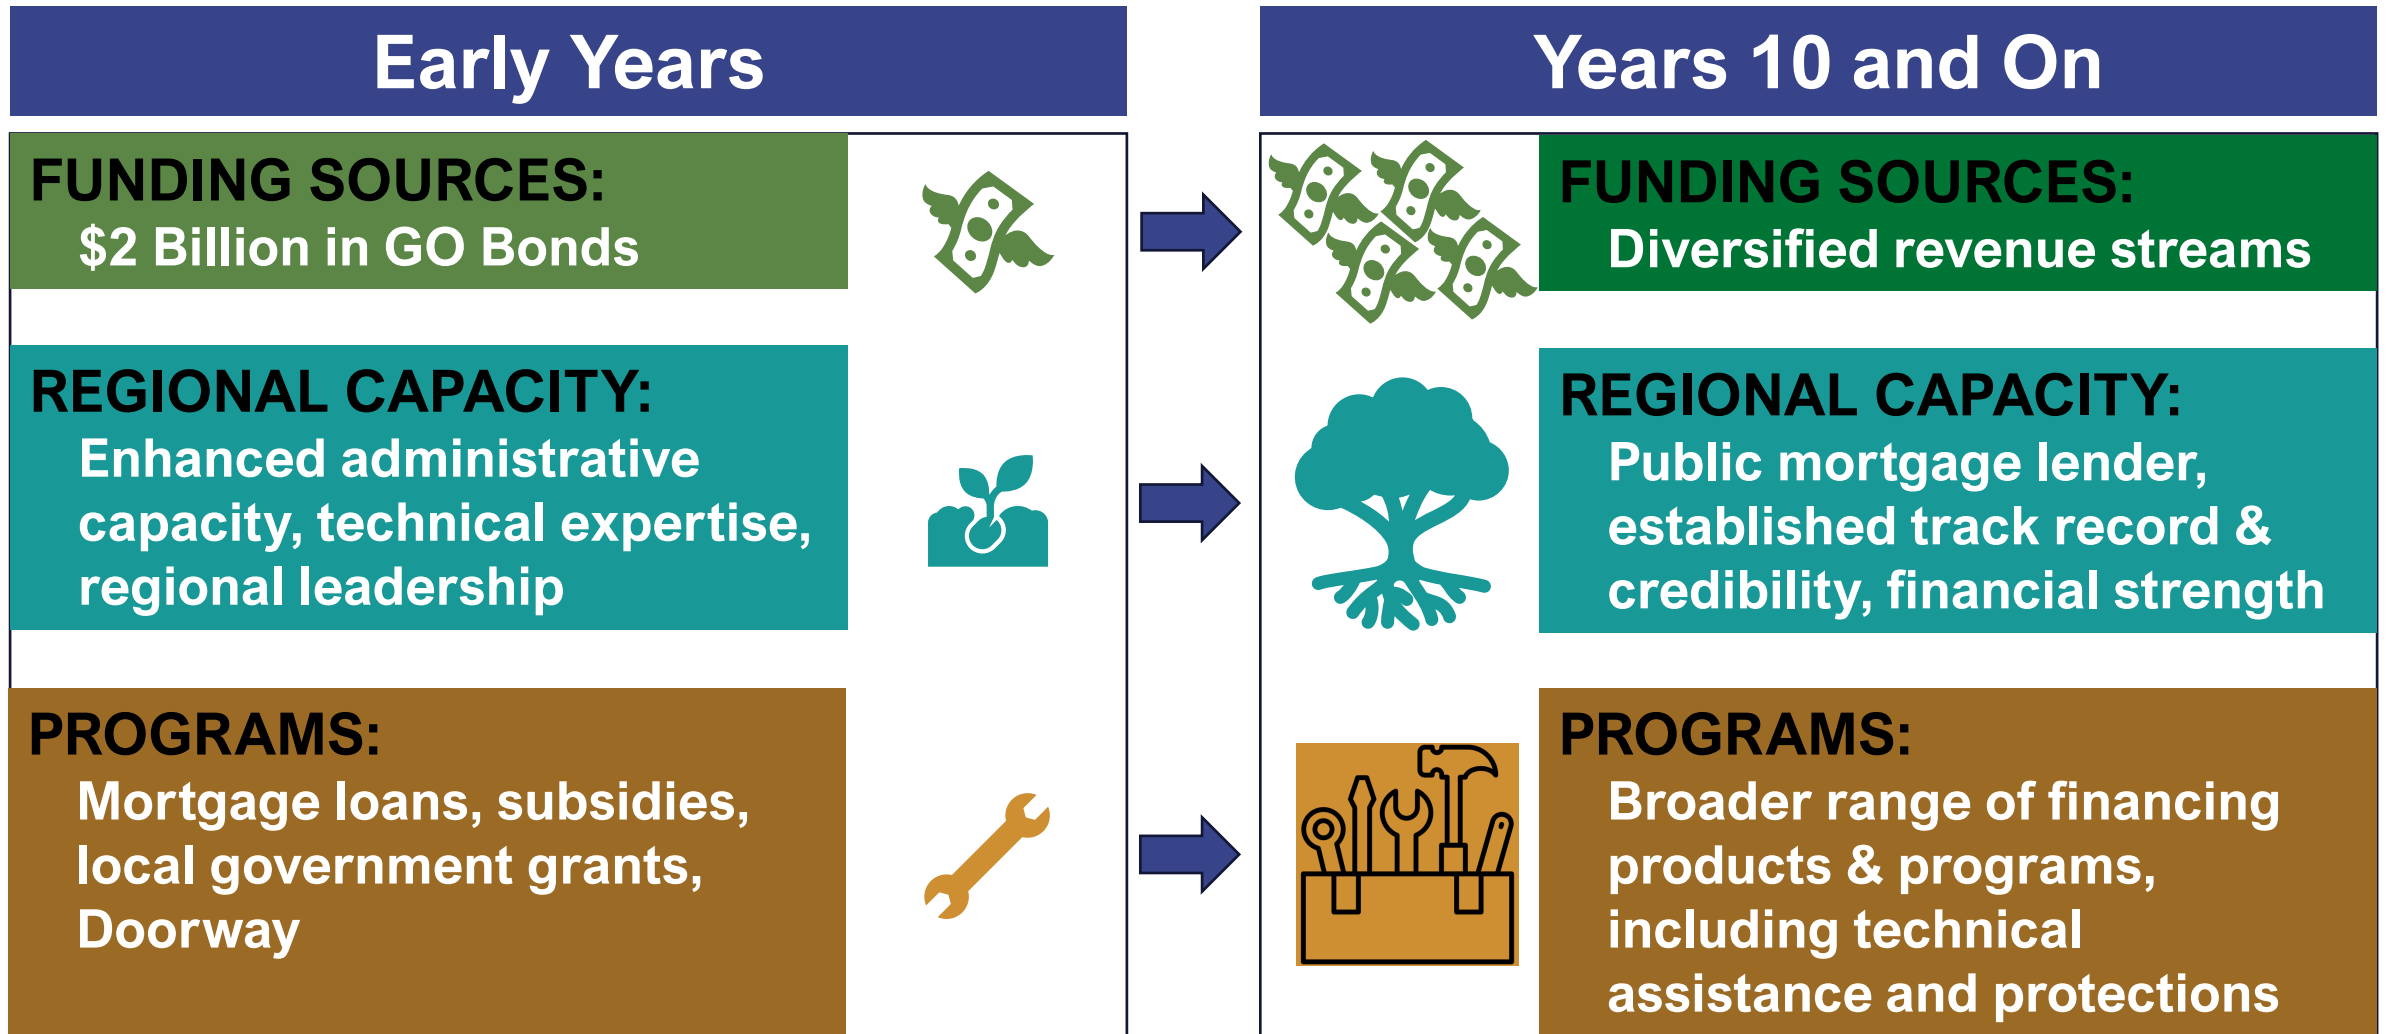 Early Years
FUNDING SOURCES:
$2 Billion in GO Bonds
REGIONAL CAPACITY:
Enhanced administrative
capacity, technical expertise,
regional leadership
PROGRAMS:
Mortgage loans, subsidies,
local government grants,
Doorway
Years 10 and On
FUNDING SOURCES:
Diversified revenue streams
REGIONAL CAPACITY:
Public mortgage lender,
established track record &
credibility, financial strength
PROGRAMS:
Broader range of financing
products & programs,
including technical
assistance and protections